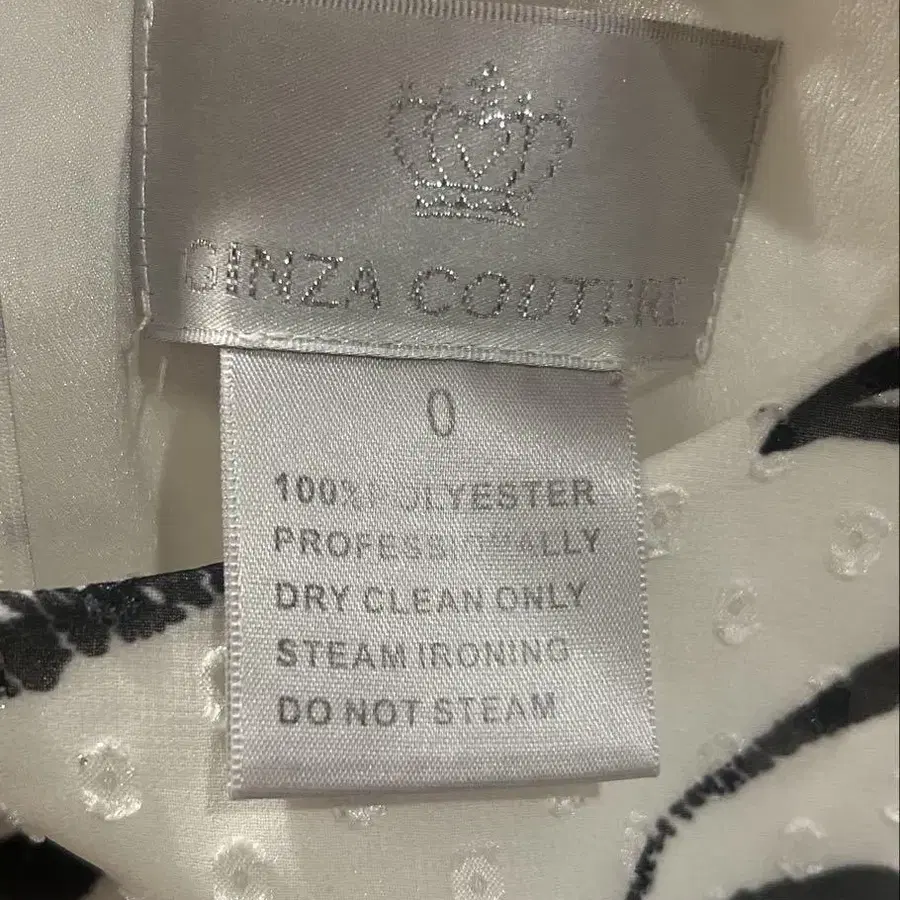 GINZA COUTURE
0
100% POLYESTER
PROFESSIONALLY
DRY CLEAN ONLY
STEAM IRONING
DO NOT STEAM